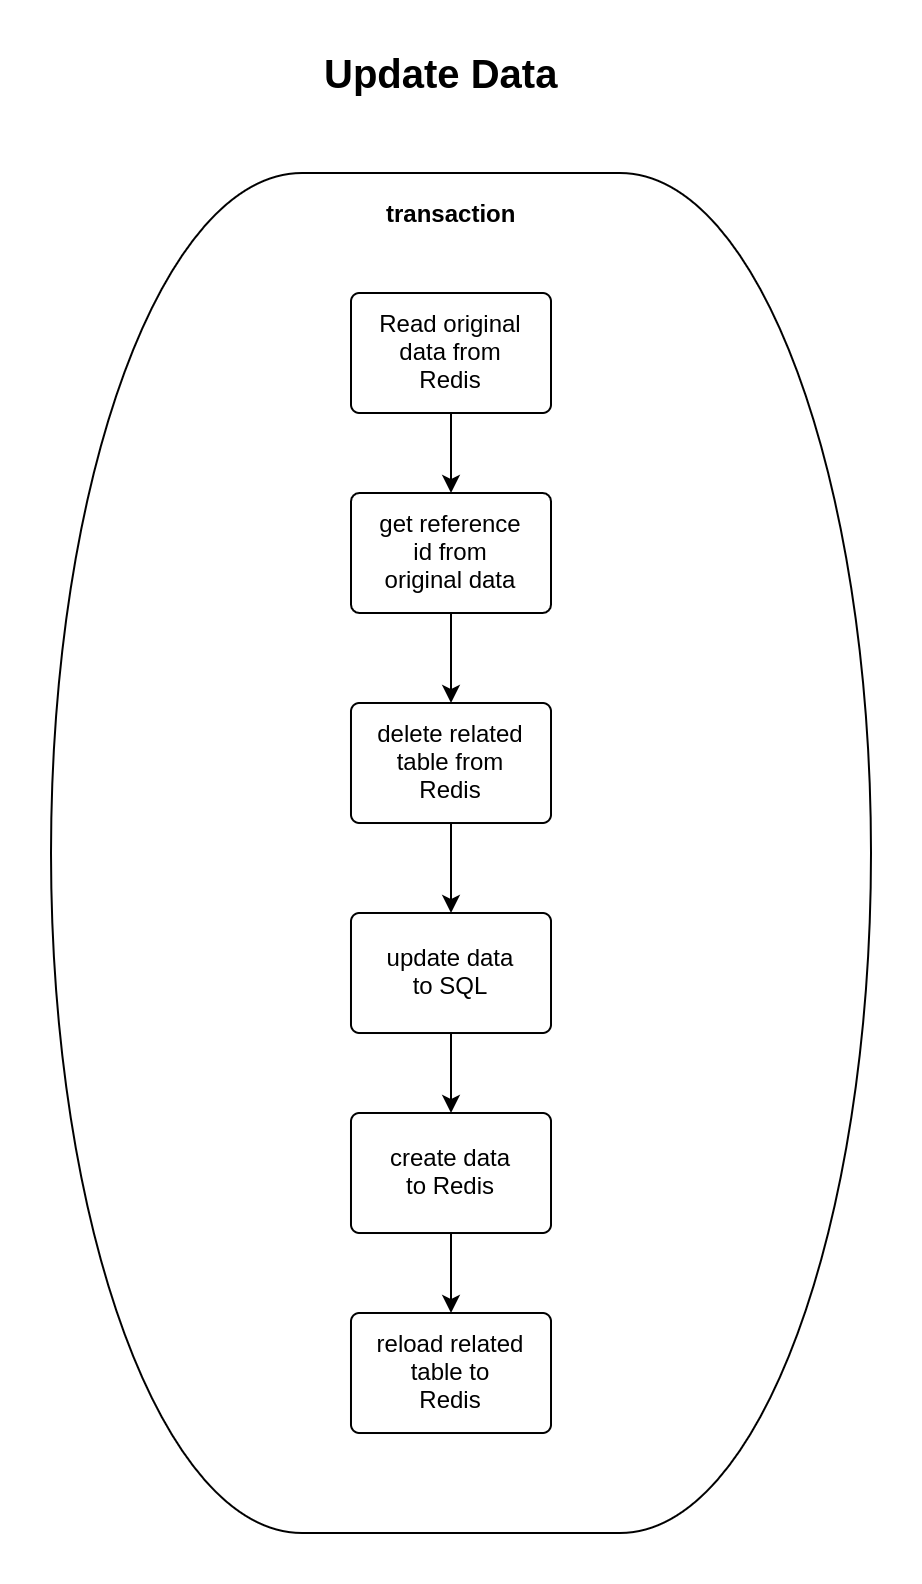 Update Data
transaction
Read original
data from
Redis
get reference
id from
original data
delete related
table from
Redis
update data
to SQL
create data
to Redis
reload related
table to
Redis